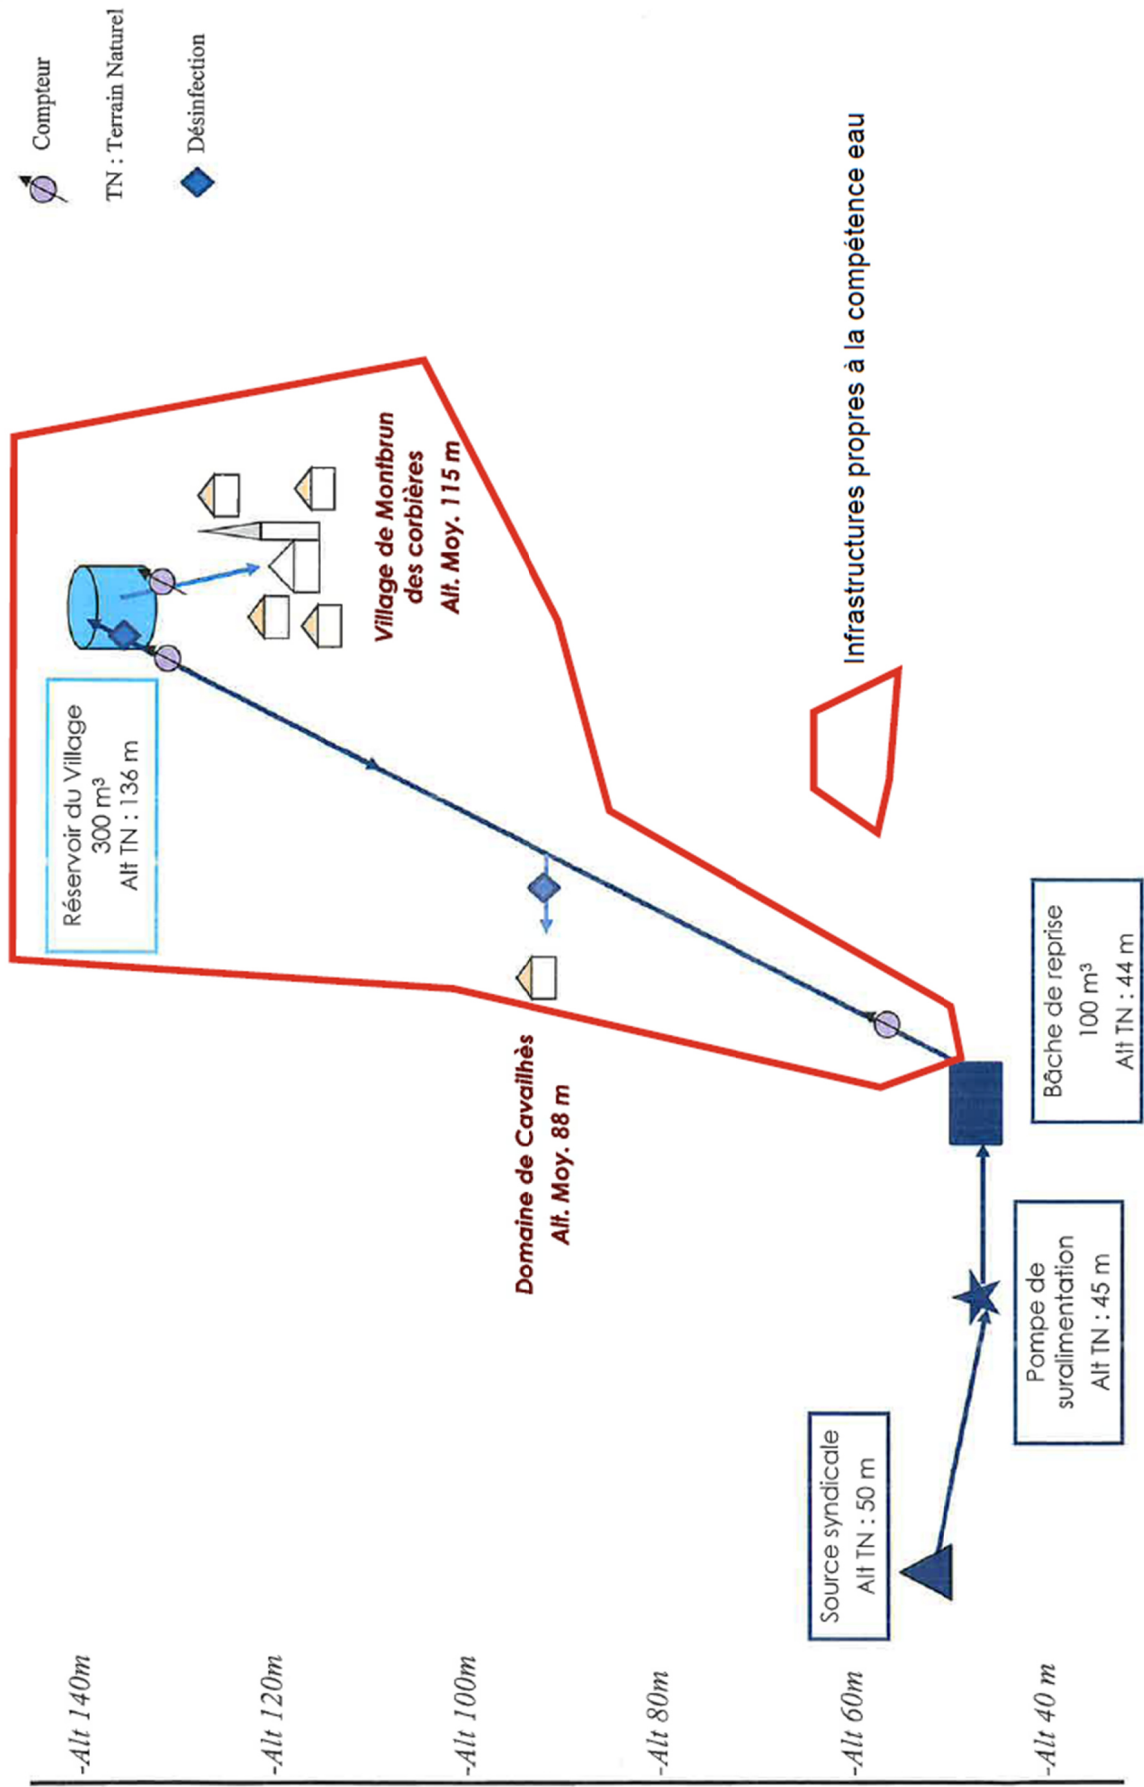 -Alt 140m
-Alt 120m
-Alt 100m
-Alt 80m
-Alt 60m
-Alt 40 m
Compteur
TN : Terrain Naturel
Désinfection
Réservoir du Village
300 m³
Alt TN : 136 m
Village de Montbrun
des corbières
Alt. Moy. 115 m
Domaine de Cavailhès
Alt. Moy. 88 m
Infrastructures propres à la compétence eau
Source syndicale
Alt TN : 50 m
Pompe de
suralimentation
Alt TN : 45 m
Bâche de reprise
100 m³
Alt TN : 44 m